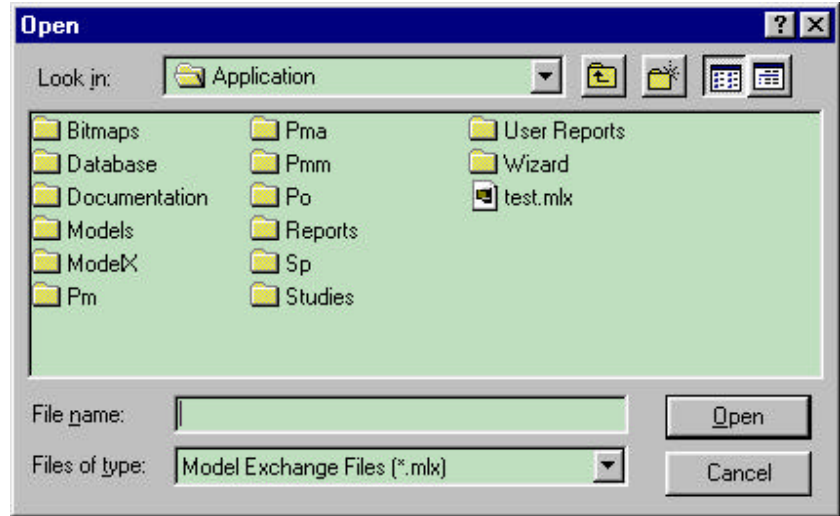 Open
Look in: Application
Bitmaps Pma User Reports
Database Pmm Wizard
Documentation Po test.mlx
Models Reports
ModelX Sp
Pm Studies
File name: Open
Files of type: Model Exchange Files (*.mlx) Cancel